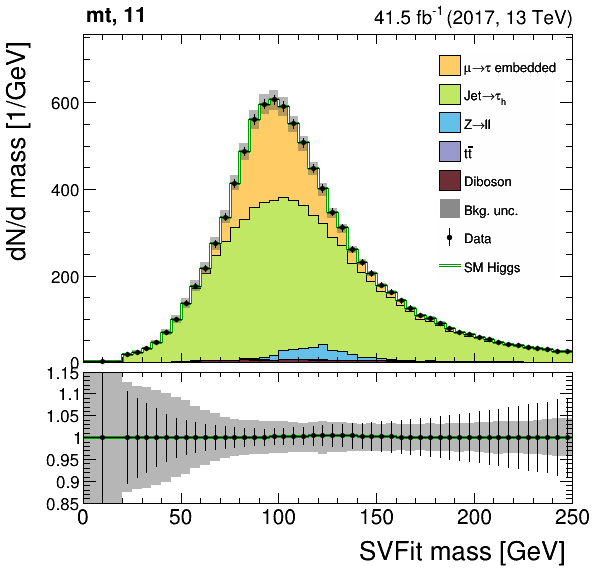 mt, 11
41.5 fb⁻¹ (2017, 13 TeV)
dN/d mass [1/GeV]
600
400
200
0
μ→τ embedded
Jet→τₕ
Z→ll
tt̄
Diboson
Bkg. unc.
Data
SM Higgs
1.15
1.1
1.05
1
0.95
0.9
0.85
0 50 100 150 200 250
SVFit mass [GeV]